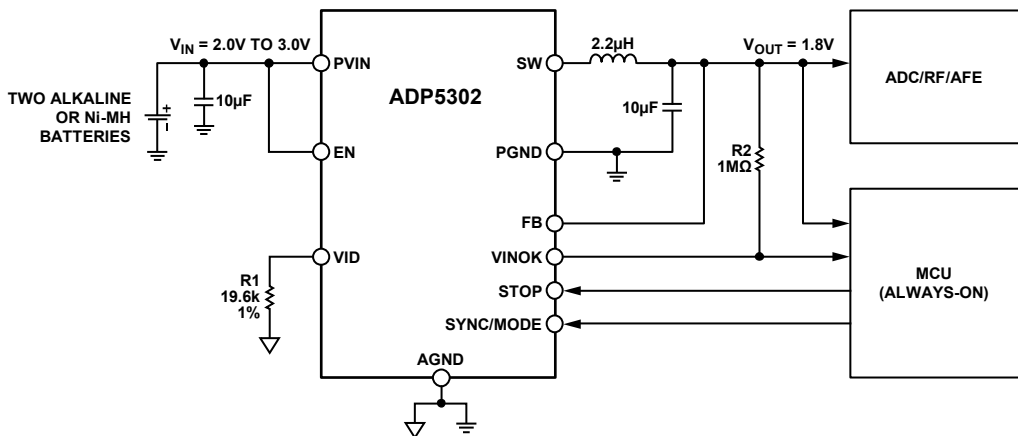 V_IN = 2.0V TO 3.0V
2.2µH
V_OUT = 1.8V
PVIN
SW
ADC/RF/AFE
ADP5302
TWO ALKALINE
OR Ni-MH
BATTERIES
+
–
10µF
10µF
EN
PGND
R2
1MΩ
FB
VID
VINOK
MCU
(ALWAYS-ON)
R1
19.6k
1%
STOP
SYNC/MODE
AGND